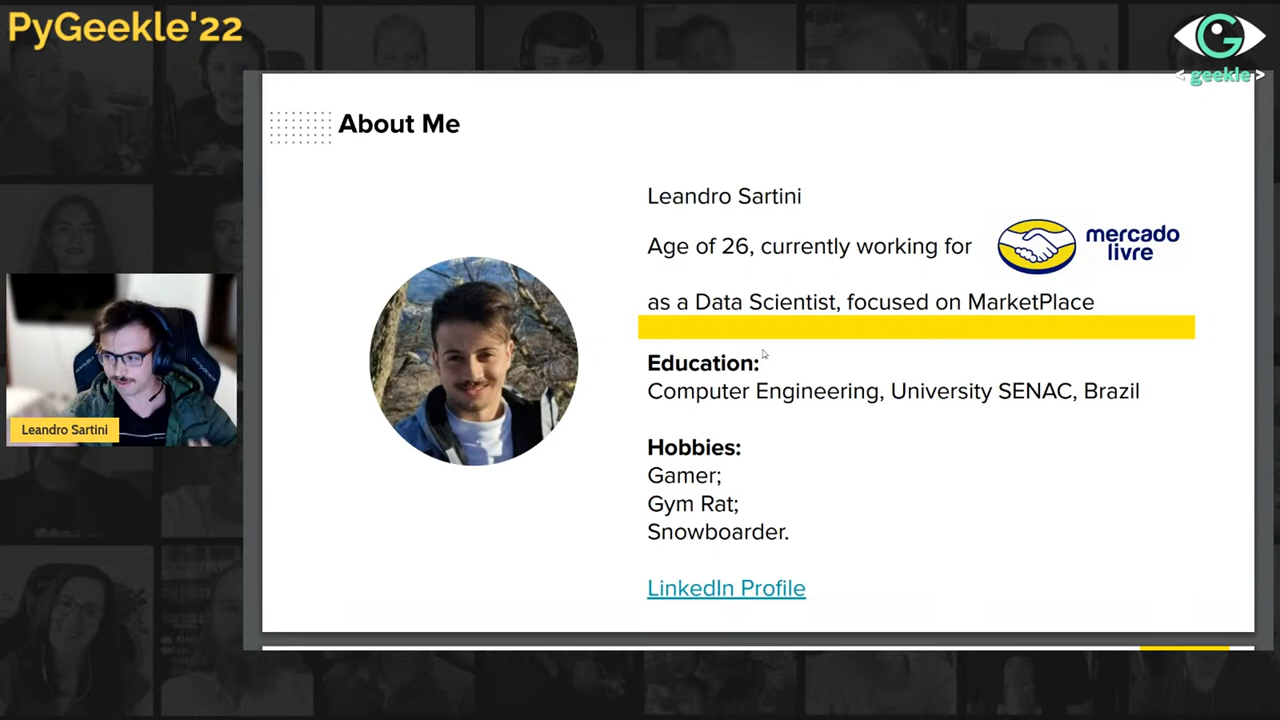 PyGeekle'22
G
< geekle >
About Me
Leandro Sartini
Age of 26, currently working for
mercado
livre
as a Data Scientist, focused on MarketPlace
Education:
Computer Engineering, University SENAC, Brazil
Hobbies:
Gamer;
Gym Rat;
Snowboarder.
LinkedIn Profile
Leandro Sartini